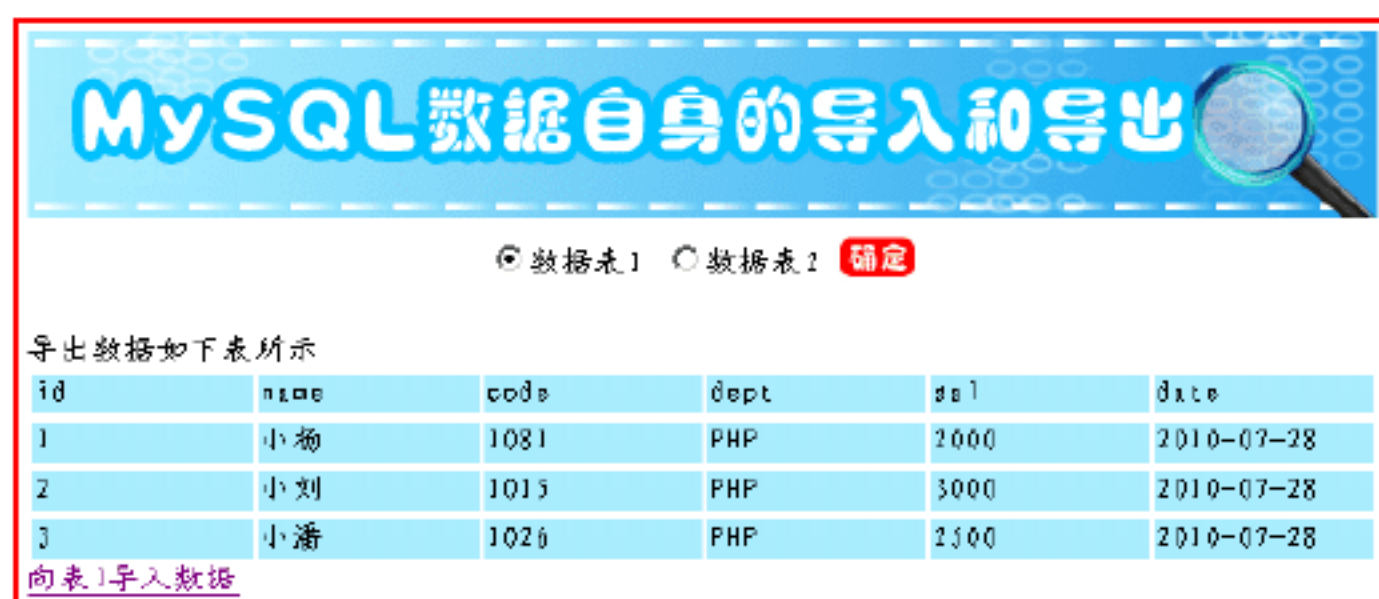 MySQL数据自身的导入和导出
数据表1 数据表2 确定
导出数据如下表所示
id name code dept sal date
1 小杨 1081 PHP 2000 2010-07-28
2 小刘 1015 PHP 3000 2010-07-28
3 小潘 1026 PHP 2500 2010-07-28
向表1导入数据